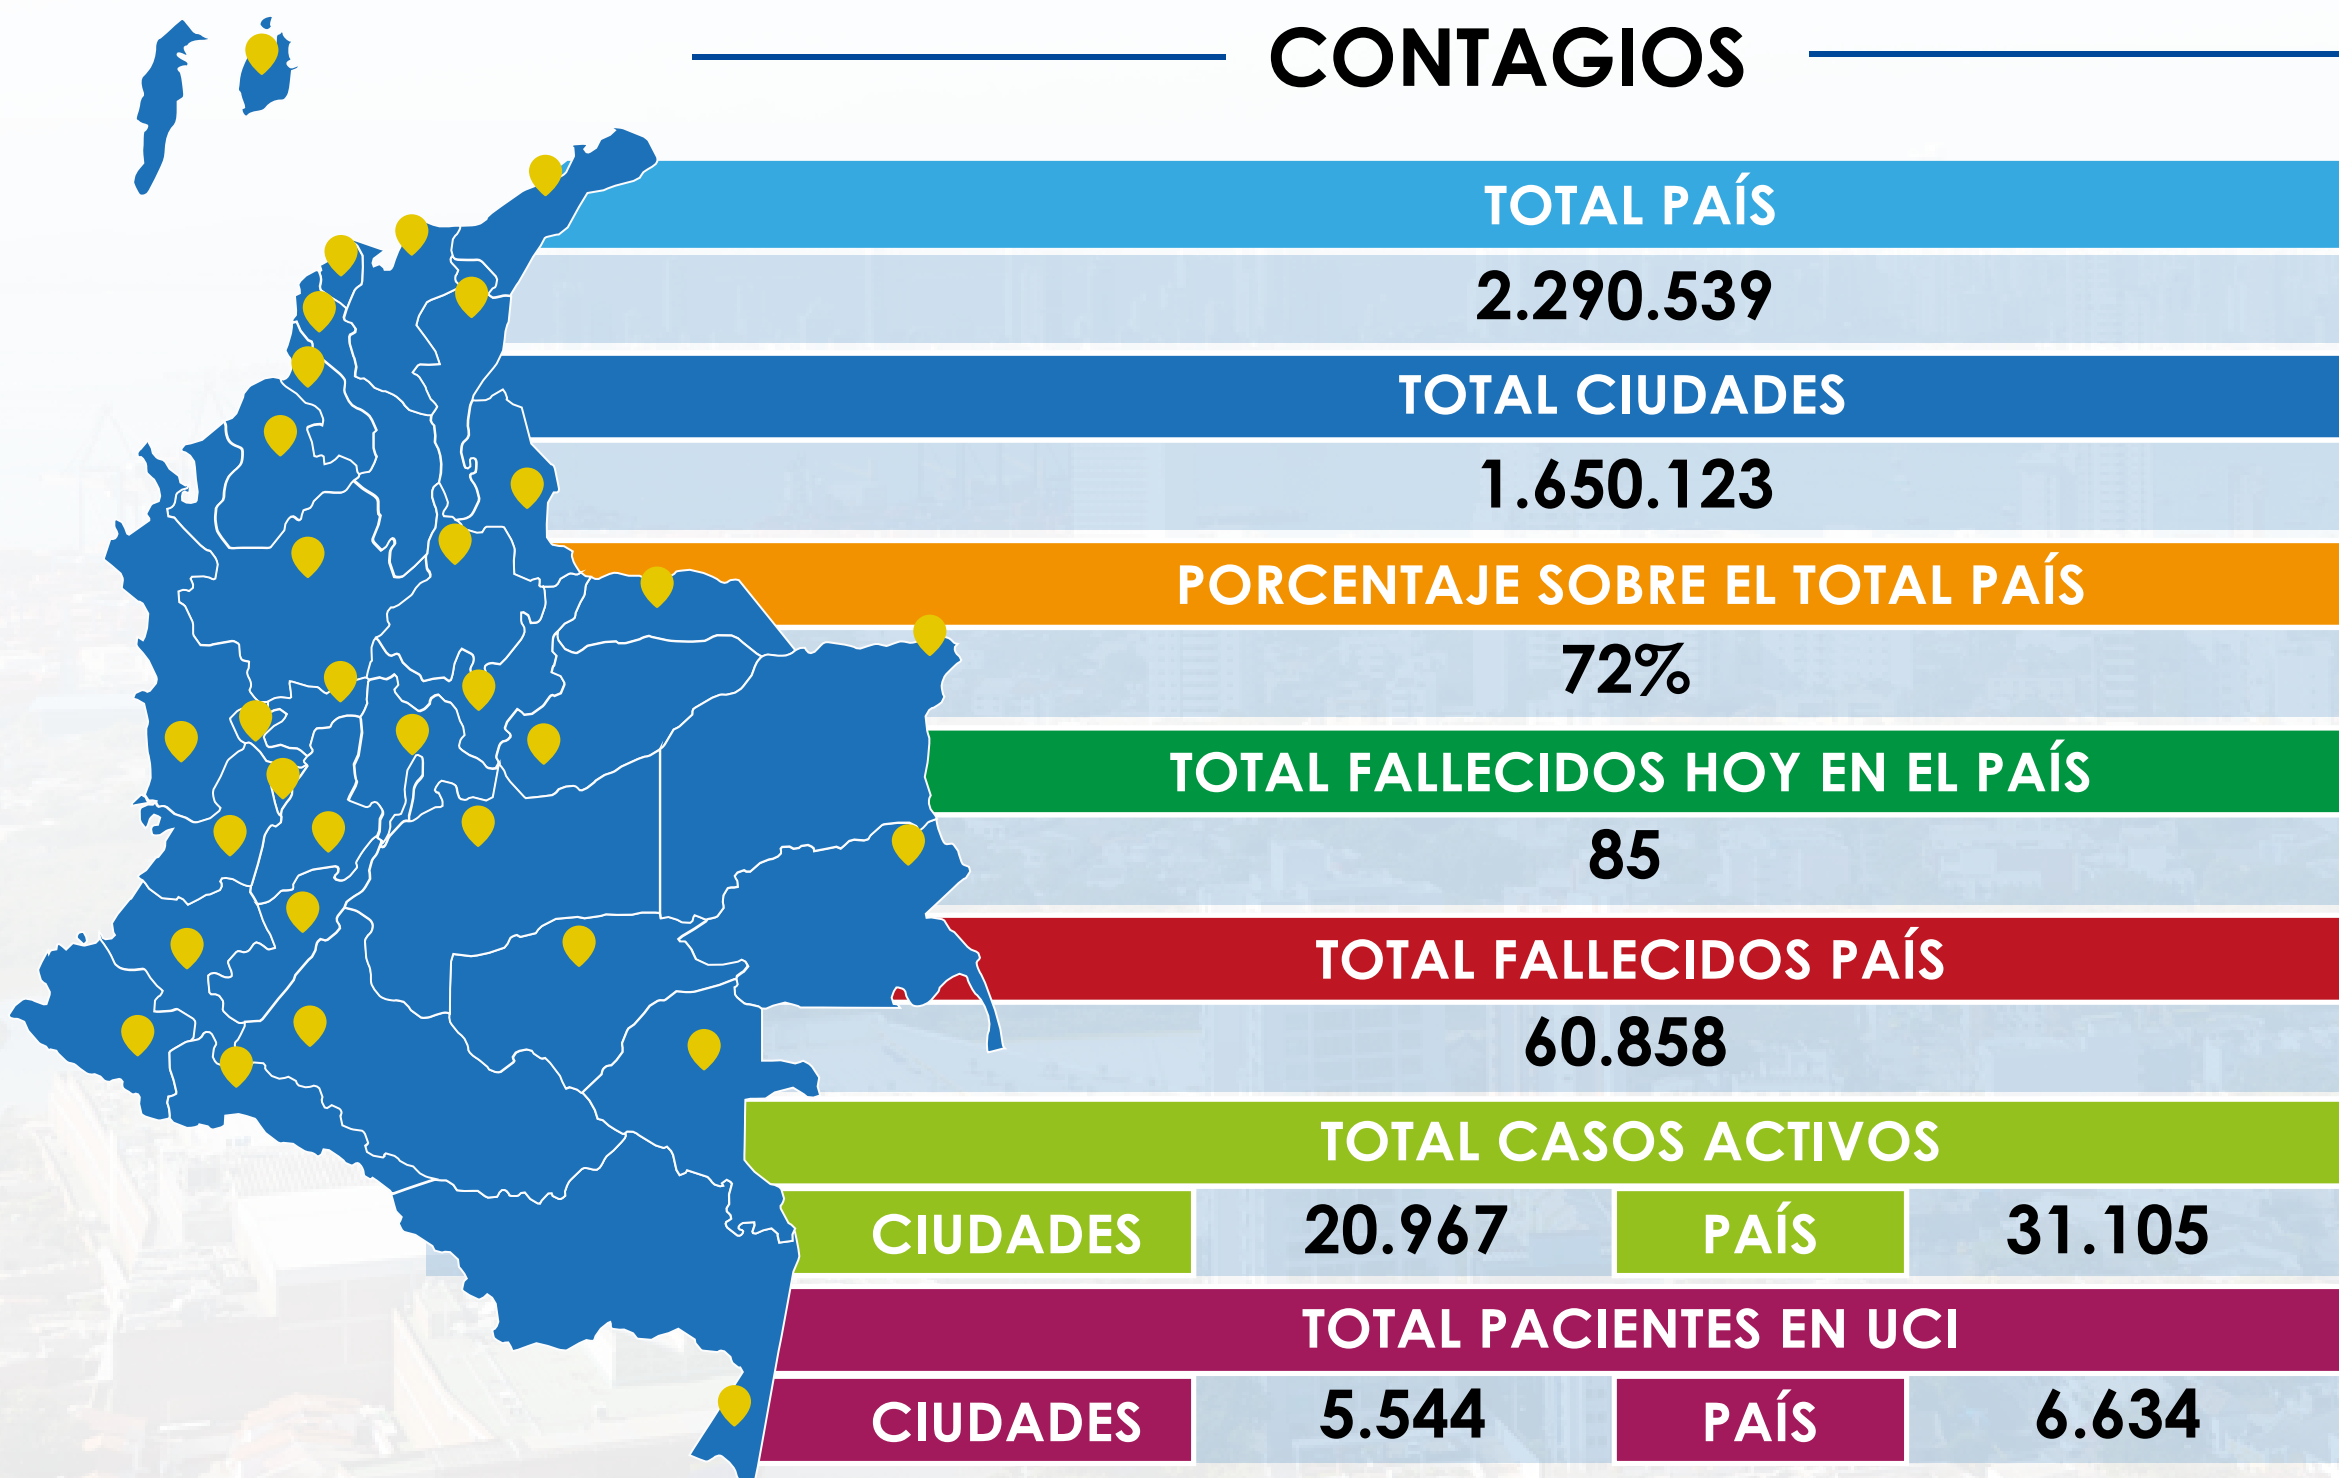 CONTAGIOS
TOTAL PAÍS
2.290.539
TOTAL CIUDADES
1.650.123
PORCENTAJE SOBRE EL TOTAL PAÍS
72%
TOTAL FALLECIDOS HOY EN EL PAÍS
85
TOTAL FALLECIDOS PAÍS
60.858
TOTAL CASOS ACTIVOS
CIUDADES 20.967 PAÍS 31.105
TOTAL PACIENTES EN UCI
CIUDADES 5.544 PAÍS 6.634